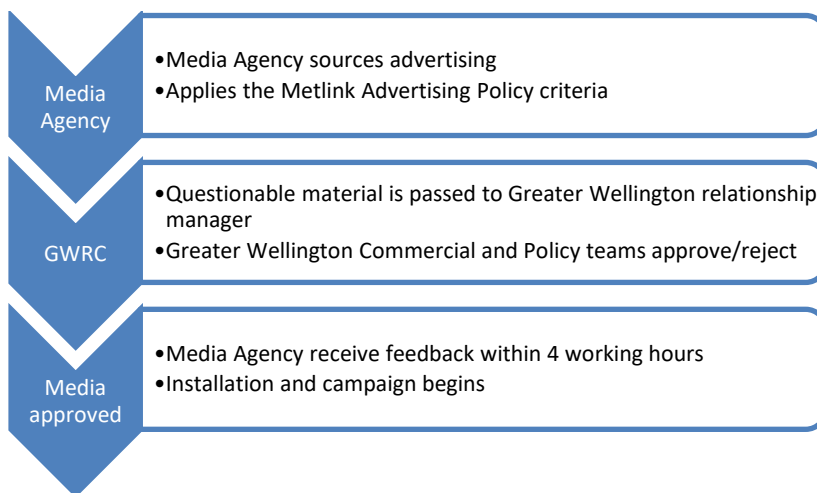 Media
Agency
•Media Agency sources advertising
•Applies the Metlink Advertising Policy criteria
GWRC
•Questionable material is passed to Greater Wellington relationship
manager
•Greater Wellington Commercial and Policy teams approve/reject
Media
approved
•Media Agency receive feedback within 4 working hours
•Installation and campaign begins